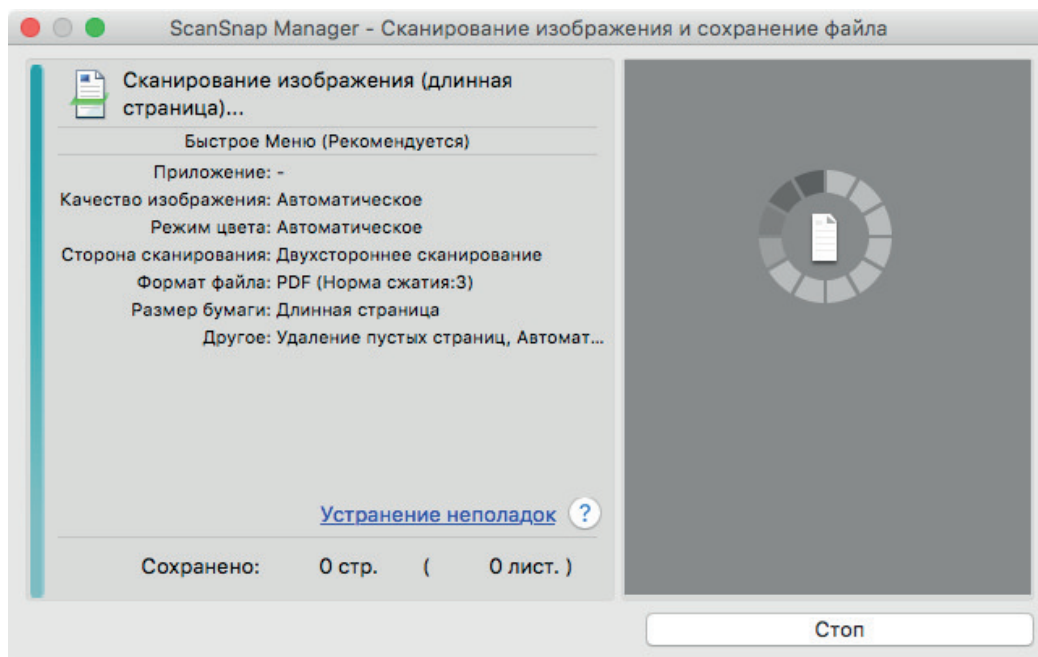 ScanSnap Manager - Сканирование изображения и сохранение файла
Сканирование изображения (длинная
страница)...
Быстрое Меню (Рекомендуется)
Приложение: -
Качество изображения: Автоматическое
Режим цвета: Автоматическое
Сторона сканирования: Двухстороннее сканирование
Формат файла: PDF (Норма сжатия:3)
Размер бумаги: Длинная страница
Другое: Удаление пустых страниц, Автомат...
Устранение неполадок ?
Сохранено: 0 стр. ( 0 лист. )
Стоп